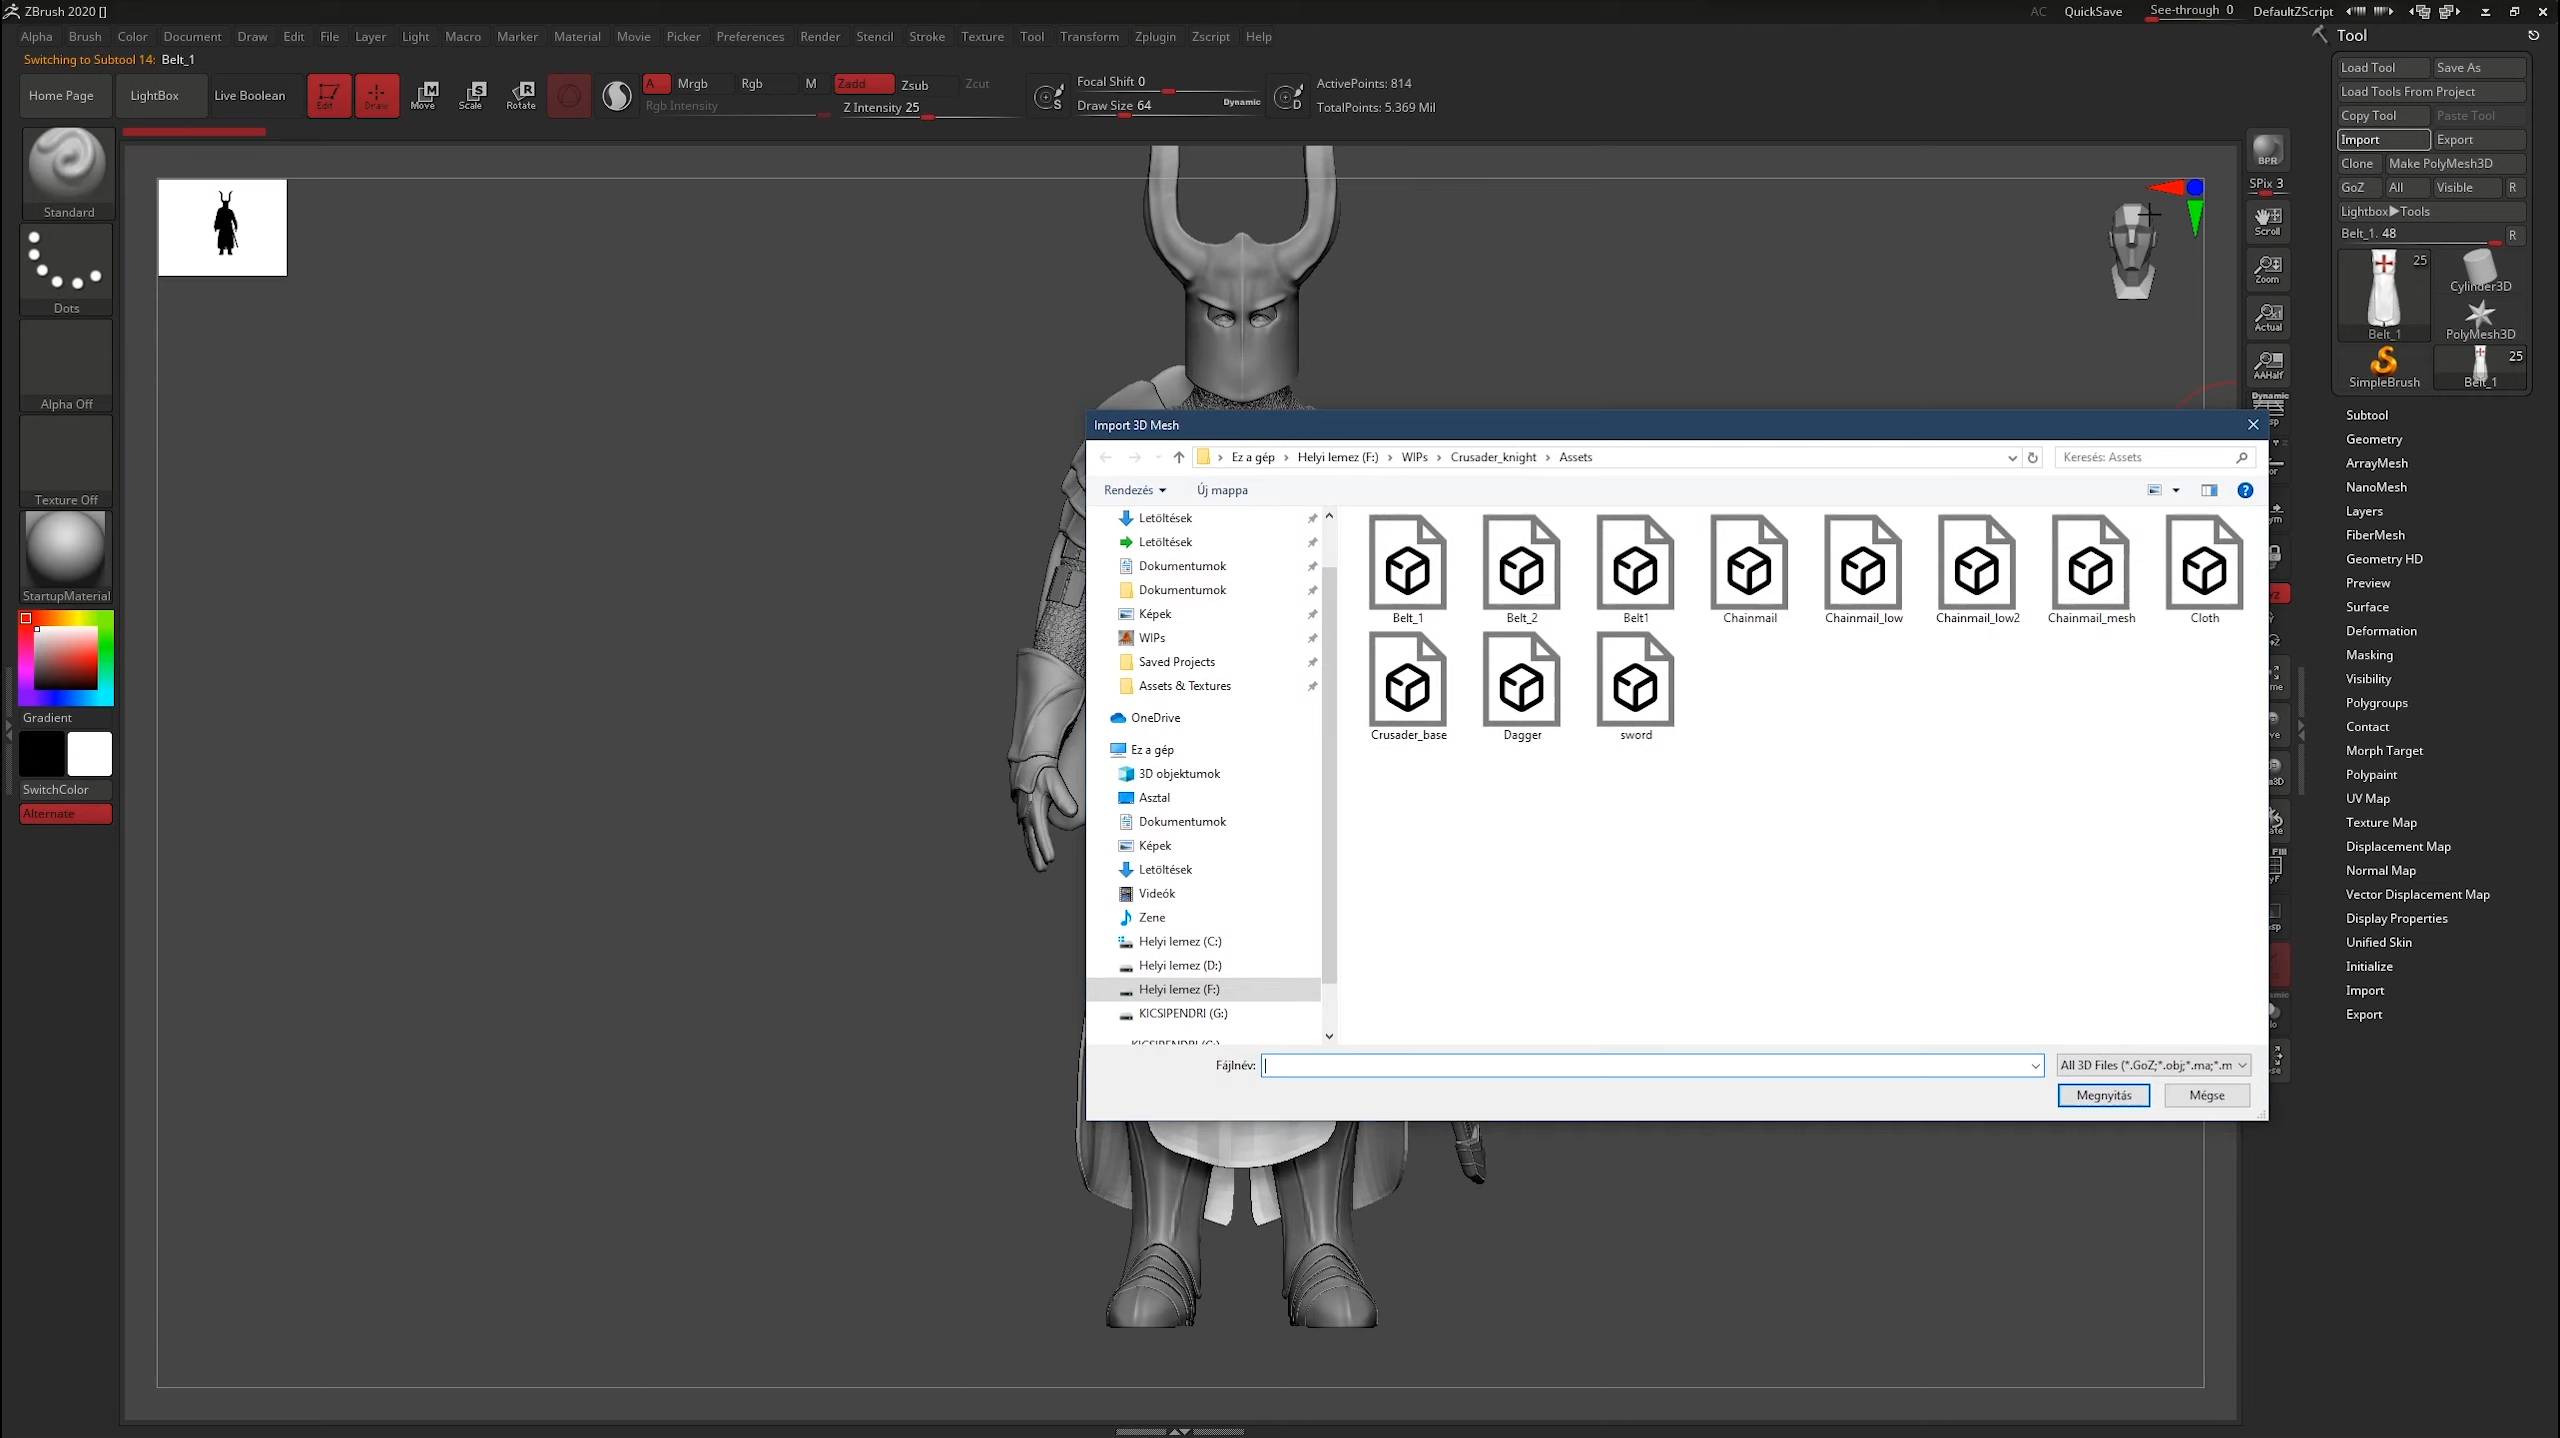 ZBrush 2020 []
AC QuickSave See-through 0 DefaultZScript
Alpha Brush Color Document Draw Edit File Layer Light Macro Marker Material Movie Picker Preferences Render Stencil Stroke Texture Tool Transform Zplugin Zscript Help
Switching to Subtool 14: Belt_1
Home Page LightBox Live Boolean Edit Draw Move Scale Rotate
A Mrgb Rgb M Zadd Zsub Zcut
Rgb Intensity Z Intensity 25
Focal Shift 0
Draw Size 64 Dynamic
ActivePoints: 814
TotalPoints: 5.369 Mil
Standard
Dots
Alpha Off
Texture Off
StartupMaterial
Gradient
SwitchColor
Alternate
BPR
SPix 3
Scroll
Zoom
Actual
AAHalf
Dynamic
Import 3D Mesh
Ez a gép › Helyi lemez (F:) › WIPs › Crusader_knight › Assets
Keresés: Assets
Rendezés Új mappa
Letöltések
Letöltések
Dokumentumok
Dokumentumok
Képek
WIPs
Saved Projects
Assets & Textures
OneDrive
Ez a gép
3D objektumok
Asztal
Dokumentumok
Képek
Letöltések
Videók
Zene
Helyi lemez (C:)
Helyi lemez (D:)
Helyi lemez (F:)
KICSIPENDRI (G:)
KICSIPENDRI (G:)
Belt_1 Belt_2 Belt1 Chainmail Chainmail_low Chainmail_low2 Chainmail_mesh Cloth
Crusader_base Dagger sword
Fájlnév:
All 3D Files (*.GoZ;*.obj;*.ma;*.m
Megnyitás Mégse
Tool
Load Tool Save As
Load Tools From Project
Copy Tool Paste Tool
Import Export
Clone Make PolyMesh3D
GoZ All Visible R
Lightbox▶Tools
Belt_1. 48 R
25
Cylinder3D
Belt_1 PolyMesh3D
25
SimpleBrush Belt_1
Subtool
Geometry
ArrayMesh
NanoMesh
Layers
FiberMesh
Geometry HD
Preview
Surface
Deformation
Masking
Visibility
Polygroups
Contact
Morph Target
Polypaint
UV Map
Texture Map
Displacement Map
Normal Map
Vector Displacement Map
Display Properties
Unified Skin
Initialize
Import
Export